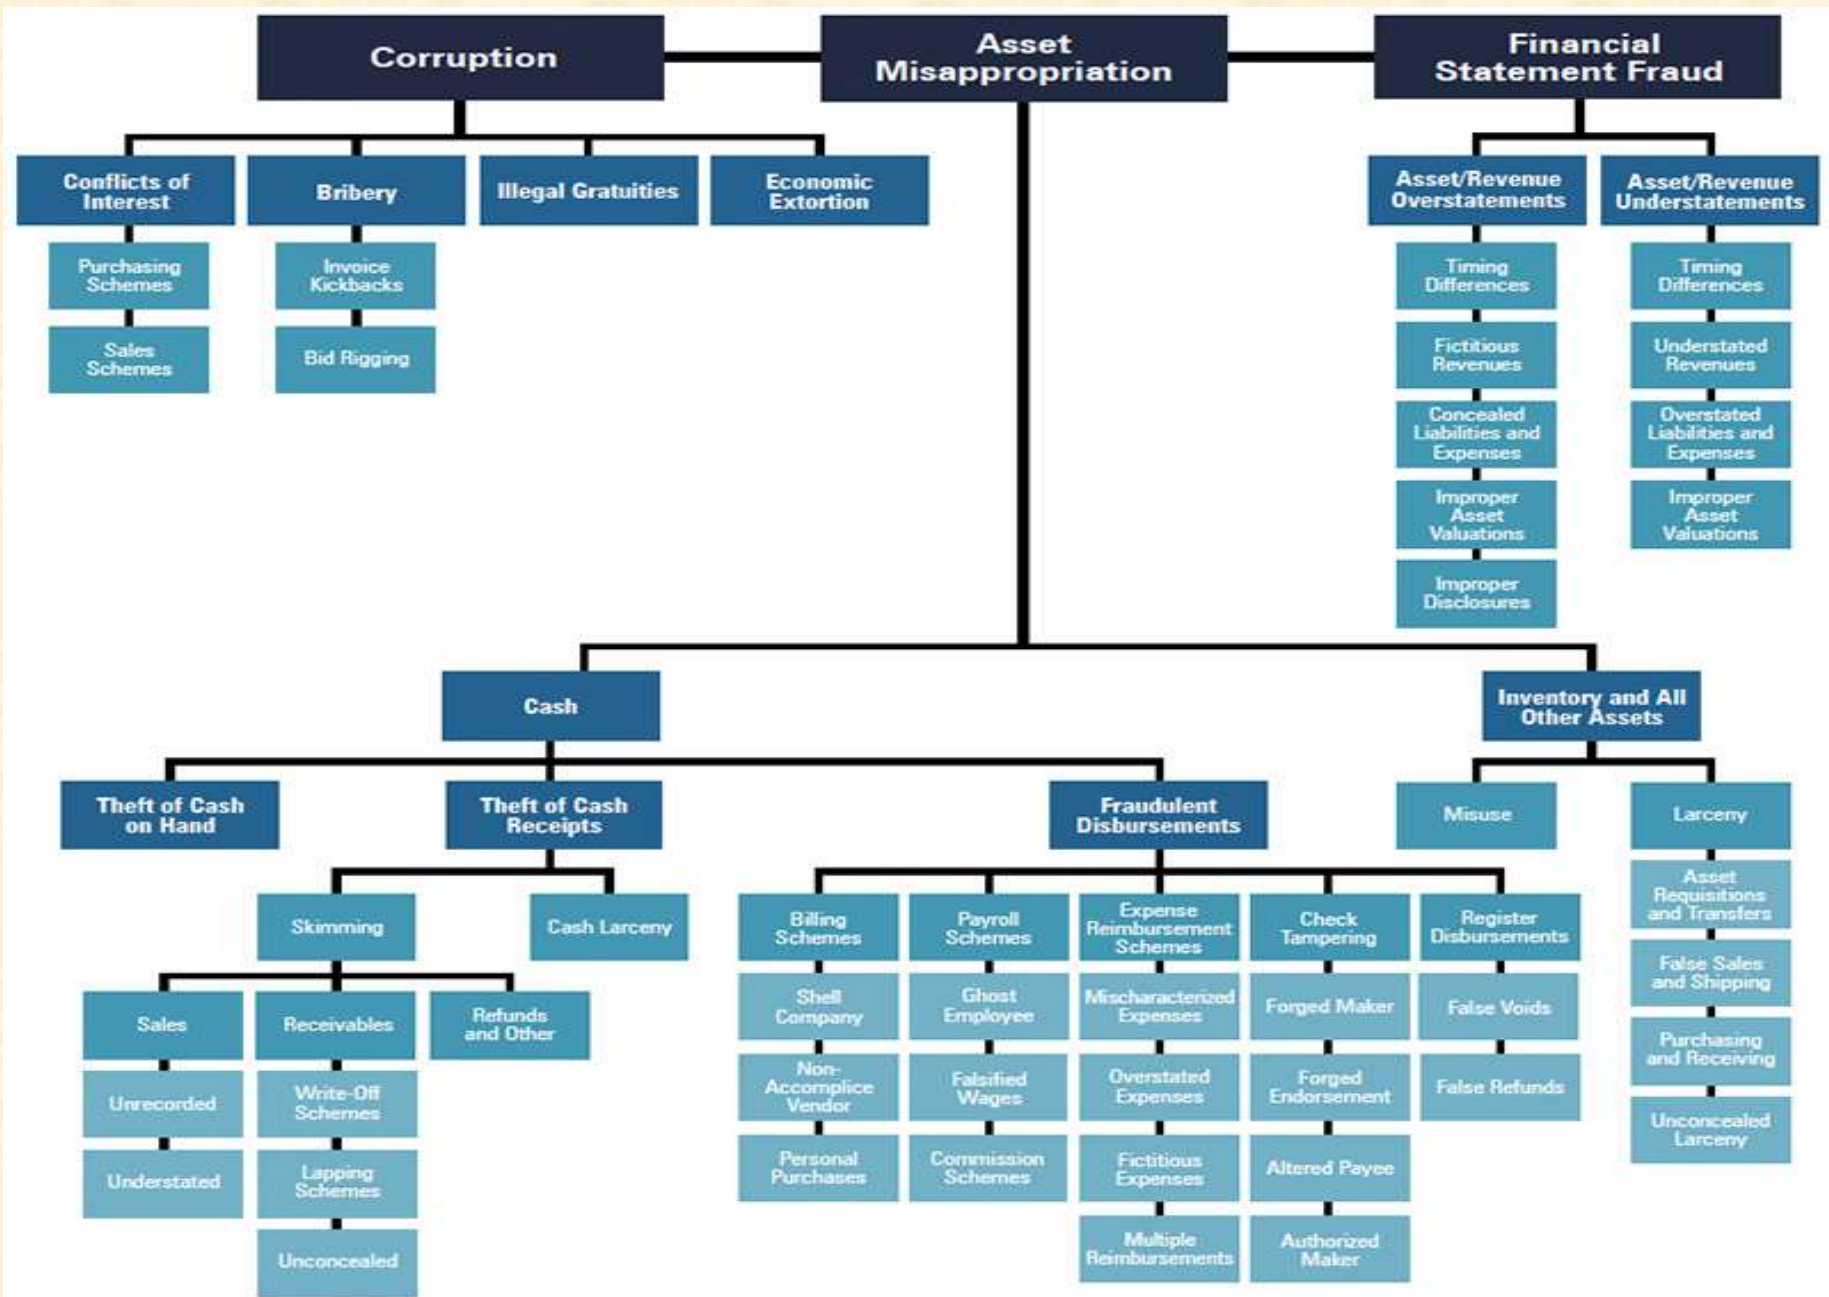 Corruption
Asset
Misappropriation
Financial
Statement Fraud
Conflicts of
Interest
Bribery
Illegal Gratuities
Economic
Extortion
Asset/Revenue
Overstatements
Asset/Revenue
Understatements
Purchasing
Schemes
Sales
Schemes
Invoice
Kickbacks
Bid Rigging
Timing
Differences
Fictitious
Revenues
Concealed
Liabilities and
Expenses
Improper
Asset
Valuations
Improper
Disclosures
Timing
Differences
Understated
Revenues
Overstated
Liabilities and
Expenses
Improper
Asset
Valuations
Cash
Inventory and All
Other Assets
Theft of Cash
on Hand
Theft of Cash
Receipts
Fraudulent
Disbursements
Misuse
Larceny
Skimming
Cash Larceny
Sales
Unrecorded
Understated
Receivables
Write-Off
Schemes
Lapping
Schemes
Unconcealed
Refunds
and Other
Billing
Schemes
Shell
Company
Non-
Accomplice
Vendor
Personal
Purchases
Payroll
Schemes
Ghost
Employee
Falsified
Wages
Commission
Schemes
Expense
Reimbursement
Schemes
Mischaracterized
Expenses
Overstated
Expenses
Fictitious
Expenses
Multiple
Reimbursements
Check
Tampering
Forged Maker
Forged
Endorsement
Altered Payee
Authorized
Maker
Register
Disbursements
False Voids
False Refunds
Asset
Requisitions
and Transfers
False Sales
and Shipping
Purchasing
and Receiving
Unconcealed
Larceny